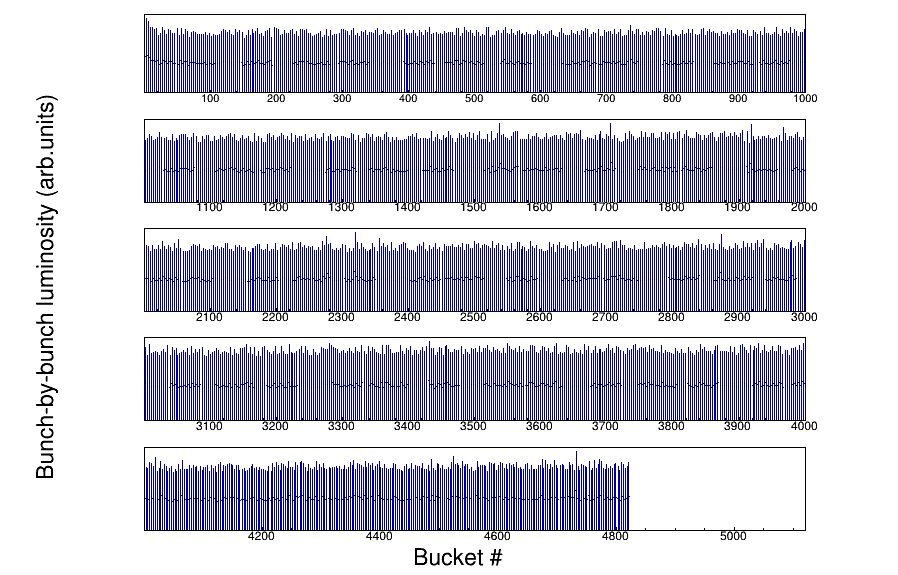 Bunch-by-bunch luminosity (arb.units)
100 200 300 400 500 600 700 800 900 1000
1100 1200 1300 1400 1500 1600 1700 1800 1900 2000
2100 2200 2300 2400 2500 2600 2700 2800 2900 3000
3100 3200 3300 3400 3500 3600 3700 3800 3900 4000
4200 4400 4600 4800 5000
Bucket #